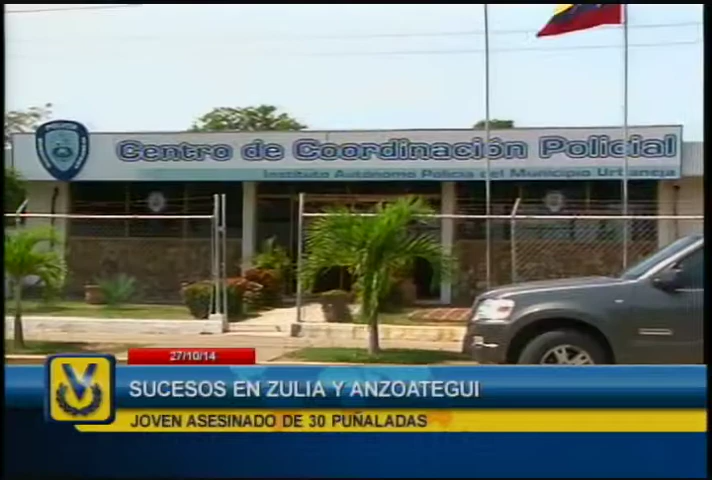 Centro de Coordinación Policial
Instituto Autónomo Policía del Municipio Urbaneja
27/10/14
SUCESOS EN ZULIA Y ANZOATEGUI
JOVEN ASESINADO DE 30 PUÑALADAS